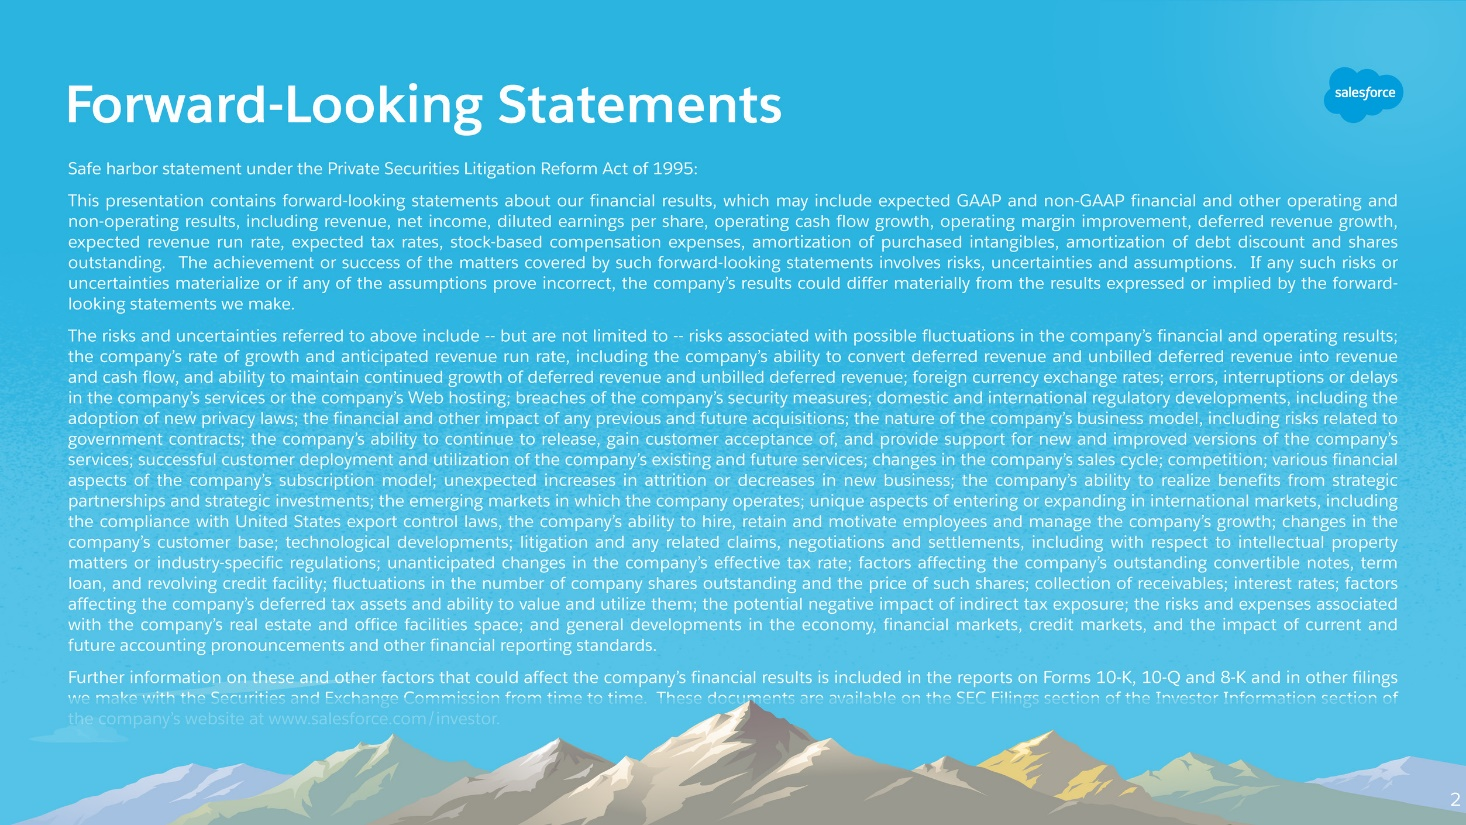 Forward-Looking Statements
salesforce
Safe harbor statement under the Private Securities Litigation Reform Act of 1995:
This presentation contains forward-looking statements about our financial results, which may include expected GAAP and non-GAAP financial and other operating and
non-operating results, including revenue, net income, diluted earnings per share, operating cash flow growth, operating margin improvement, deferred revenue growth,
expected revenue run rate, expected tax rates, stock-based compensation expenses, amortization of purchased intangibles, amortization of debt discount and shares
outstanding.  The achievement or success of the matters covered by such forward-looking statements involves risks, uncertainties and assumptions.  If any such risks or
uncertainties materialize or if any of the assumptions prove incorrect, the company’s results could differ materially from the results expressed or implied by the forward-
looking statements we make.
The risks and uncertainties referred to above include -- but are not limited to -- risks associated with possible fluctuations in the company’s financial and operating results;
the company’s rate of growth and anticipated revenue run rate, including the company’s ability to convert deferred revenue and unbilled deferred revenue into revenue
and cash flow, and ability to maintain continued growth of deferred revenue and unbilled deferred revenue; foreign currency exchange rates; errors, interruptions or delays
in the company’s services or the company’s Web hosting; breaches of the company’s security measures; domestic and international regulatory developments, including the
adoption of new privacy laws; the financial and other impact of any previous and future acquisitions; the nature of the company’s business model, including risks related to
government contracts; the company’s ability to continue to release, gain customer acceptance of, and provide support for new and improved versions of the company’s
services; successful customer deployment and utilization of the company’s existing and future services; changes in the company’s sales cycle; competition; various financial
aspects of the company’s subscription model; unexpected increases in attrition or decreases in new business; the company’s ability to realize benefits from strategic
partnerships and strategic investments; the emerging markets in which the company operates; unique aspects of entering or expanding in international markets, including
the compliance with United States export control laws, the company’s ability to hire, retain and motivate employees and manage the company’s growth; changes in the
company’s customer base; technological developments; litigation and any related claims, negotiations and settlements, including with respect to intellectual property
matters or industry-specific regulations; unanticipated changes in the company’s effective tax rate; factors affecting the company’s outstanding convertible notes, term
loan, and revolving credit facility; fluctuations in the number of company shares outstanding and the price of such shares; collection of receivables; interest rates; factors
affecting the company’s deferred tax assets and ability to value and utilize them; the potential negative impact of indirect tax exposure; the risks and expenses associated
with the company’s real estate and office facilities space; and general developments in the economy, financial markets, credit markets, and the impact of current and
future accounting pronouncements and other financial reporting standards.
Further information on these and other factors that could affect the company’s financial results is included in the reports on Forms 10-K, 10-Q and 8-K and in other filings
we make with the Securities and Exchange Commission from time to time.  These documents are available on the SEC Filings section of the Investor Information section of
the company’s website at www.salesforce.com/investor.
2